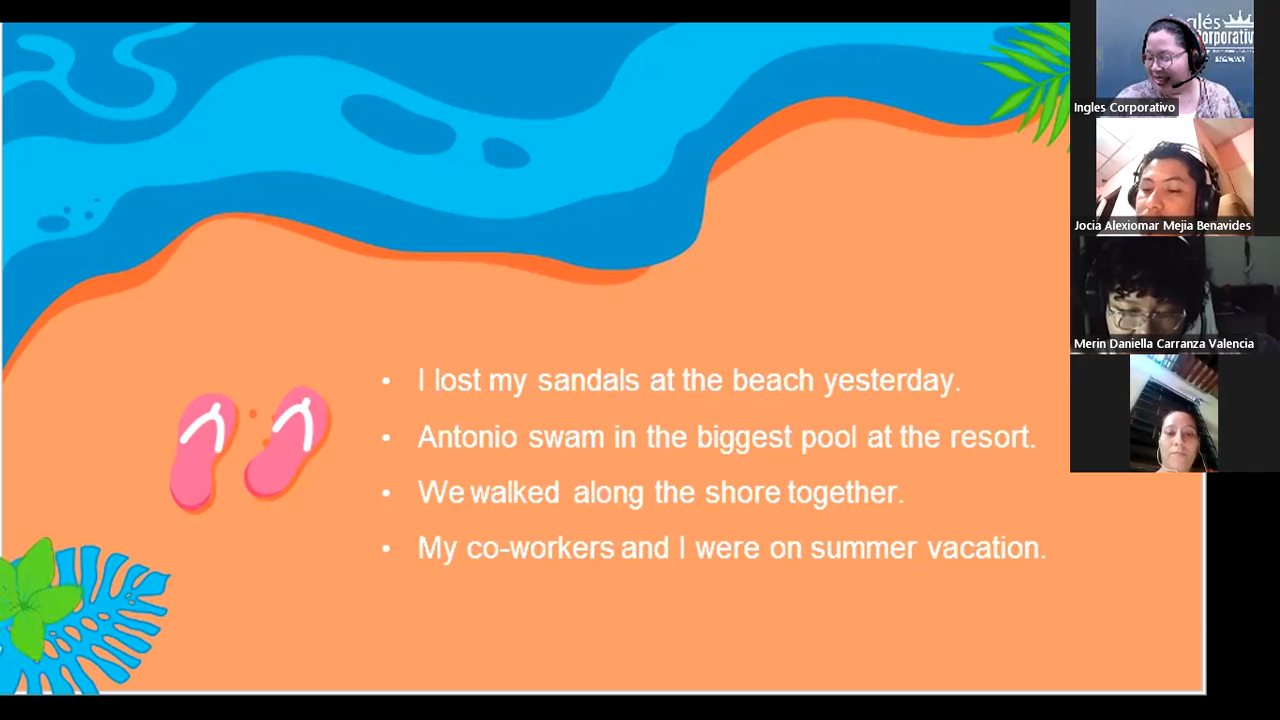 inglés
Corporativ
Ingles Corporativo
Jocia Alexiomar Mejia Benavides
Merin Daniella Carranza Valencia
• I lost my sandals at the beach yesterday.
• Antonio swam in the biggest pool at the resort.
• We walked along the shore together.
• My co-workers and I were on summer vacation.